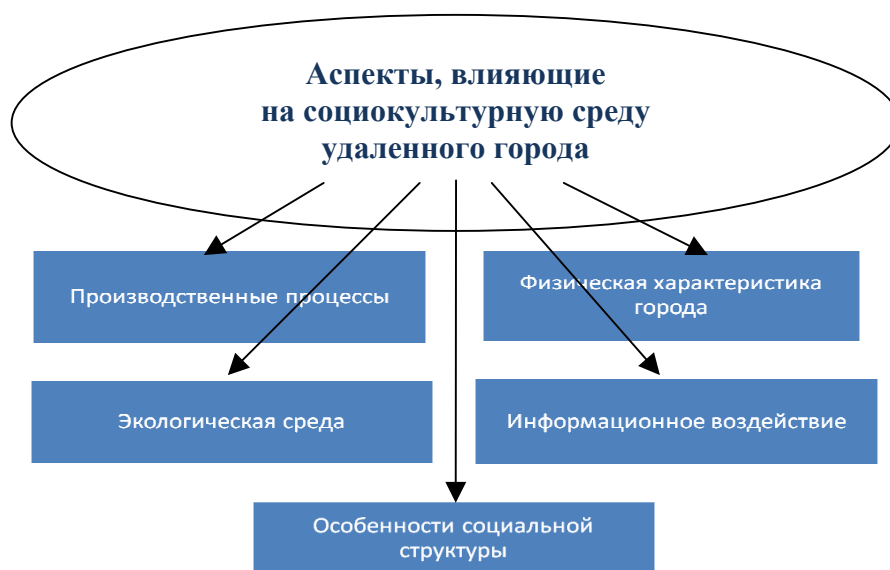 Аспекты, влияющие
на социокультурную среду
удаленного города
Производственные процессы
Физическая характеристика
города
Экологическая среда
Информационное воздействие
Особенности социальной
структуры